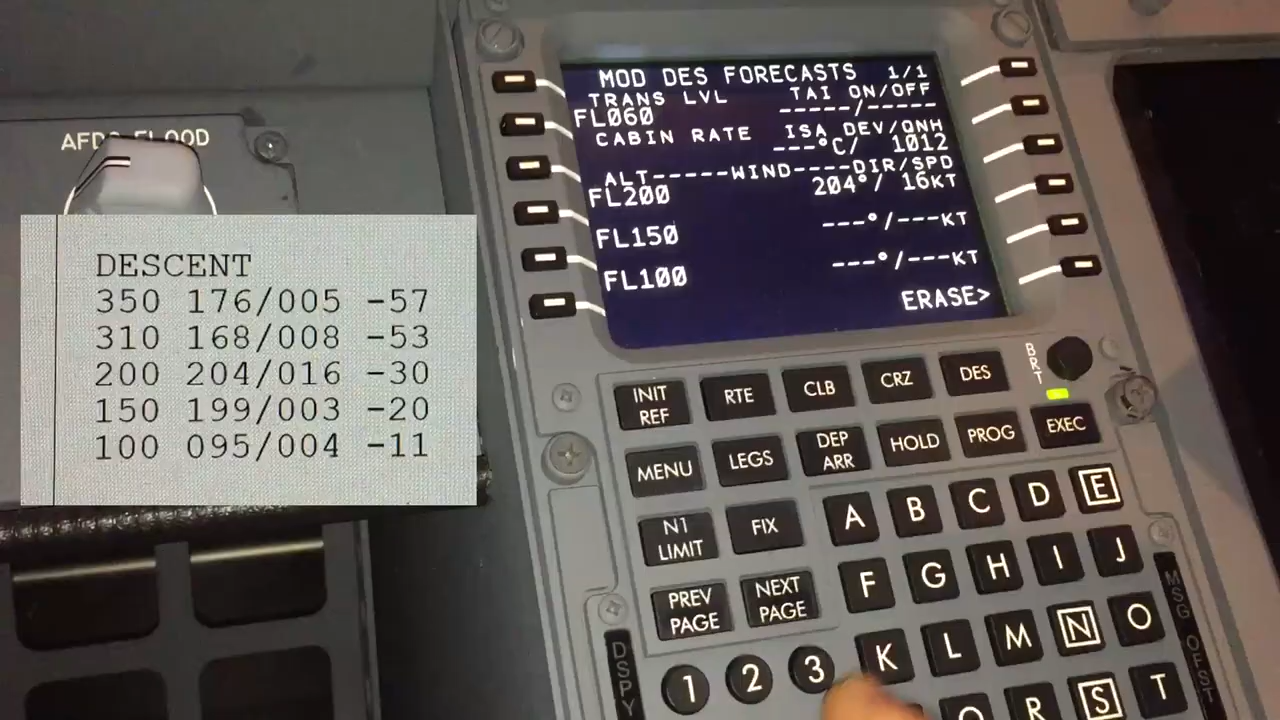 AFDS FLOOD
DESCENT
350 176/005 -57
310 168/008 -53
200 204/016 -30
150 199/003 -20
100 095/004 -11
MOD DES FORECASTS 1/1
TRANS LVL TAI ON/OFF
FL060 -----/-----
CABIN RATE ISA DEV/QNH
---°C/ 1012
ALT-----WIND----DIR/SPD
FL200 204°/ 16KT
FL150 ---°/---KT
FL100 ---°/---KT
ERASE>
BRT
INIT REF
RTE
CLB
CRZ
DES
MENU
LEGS
DEP ARR
HOLD
PROG
EXEC
N1 LIMIT
FIX
A B C D E
PREV PAGE
NEXT PAGE
F G H I J
K L M N O
1 2 3
R S T
DSPY
MSG
OFST